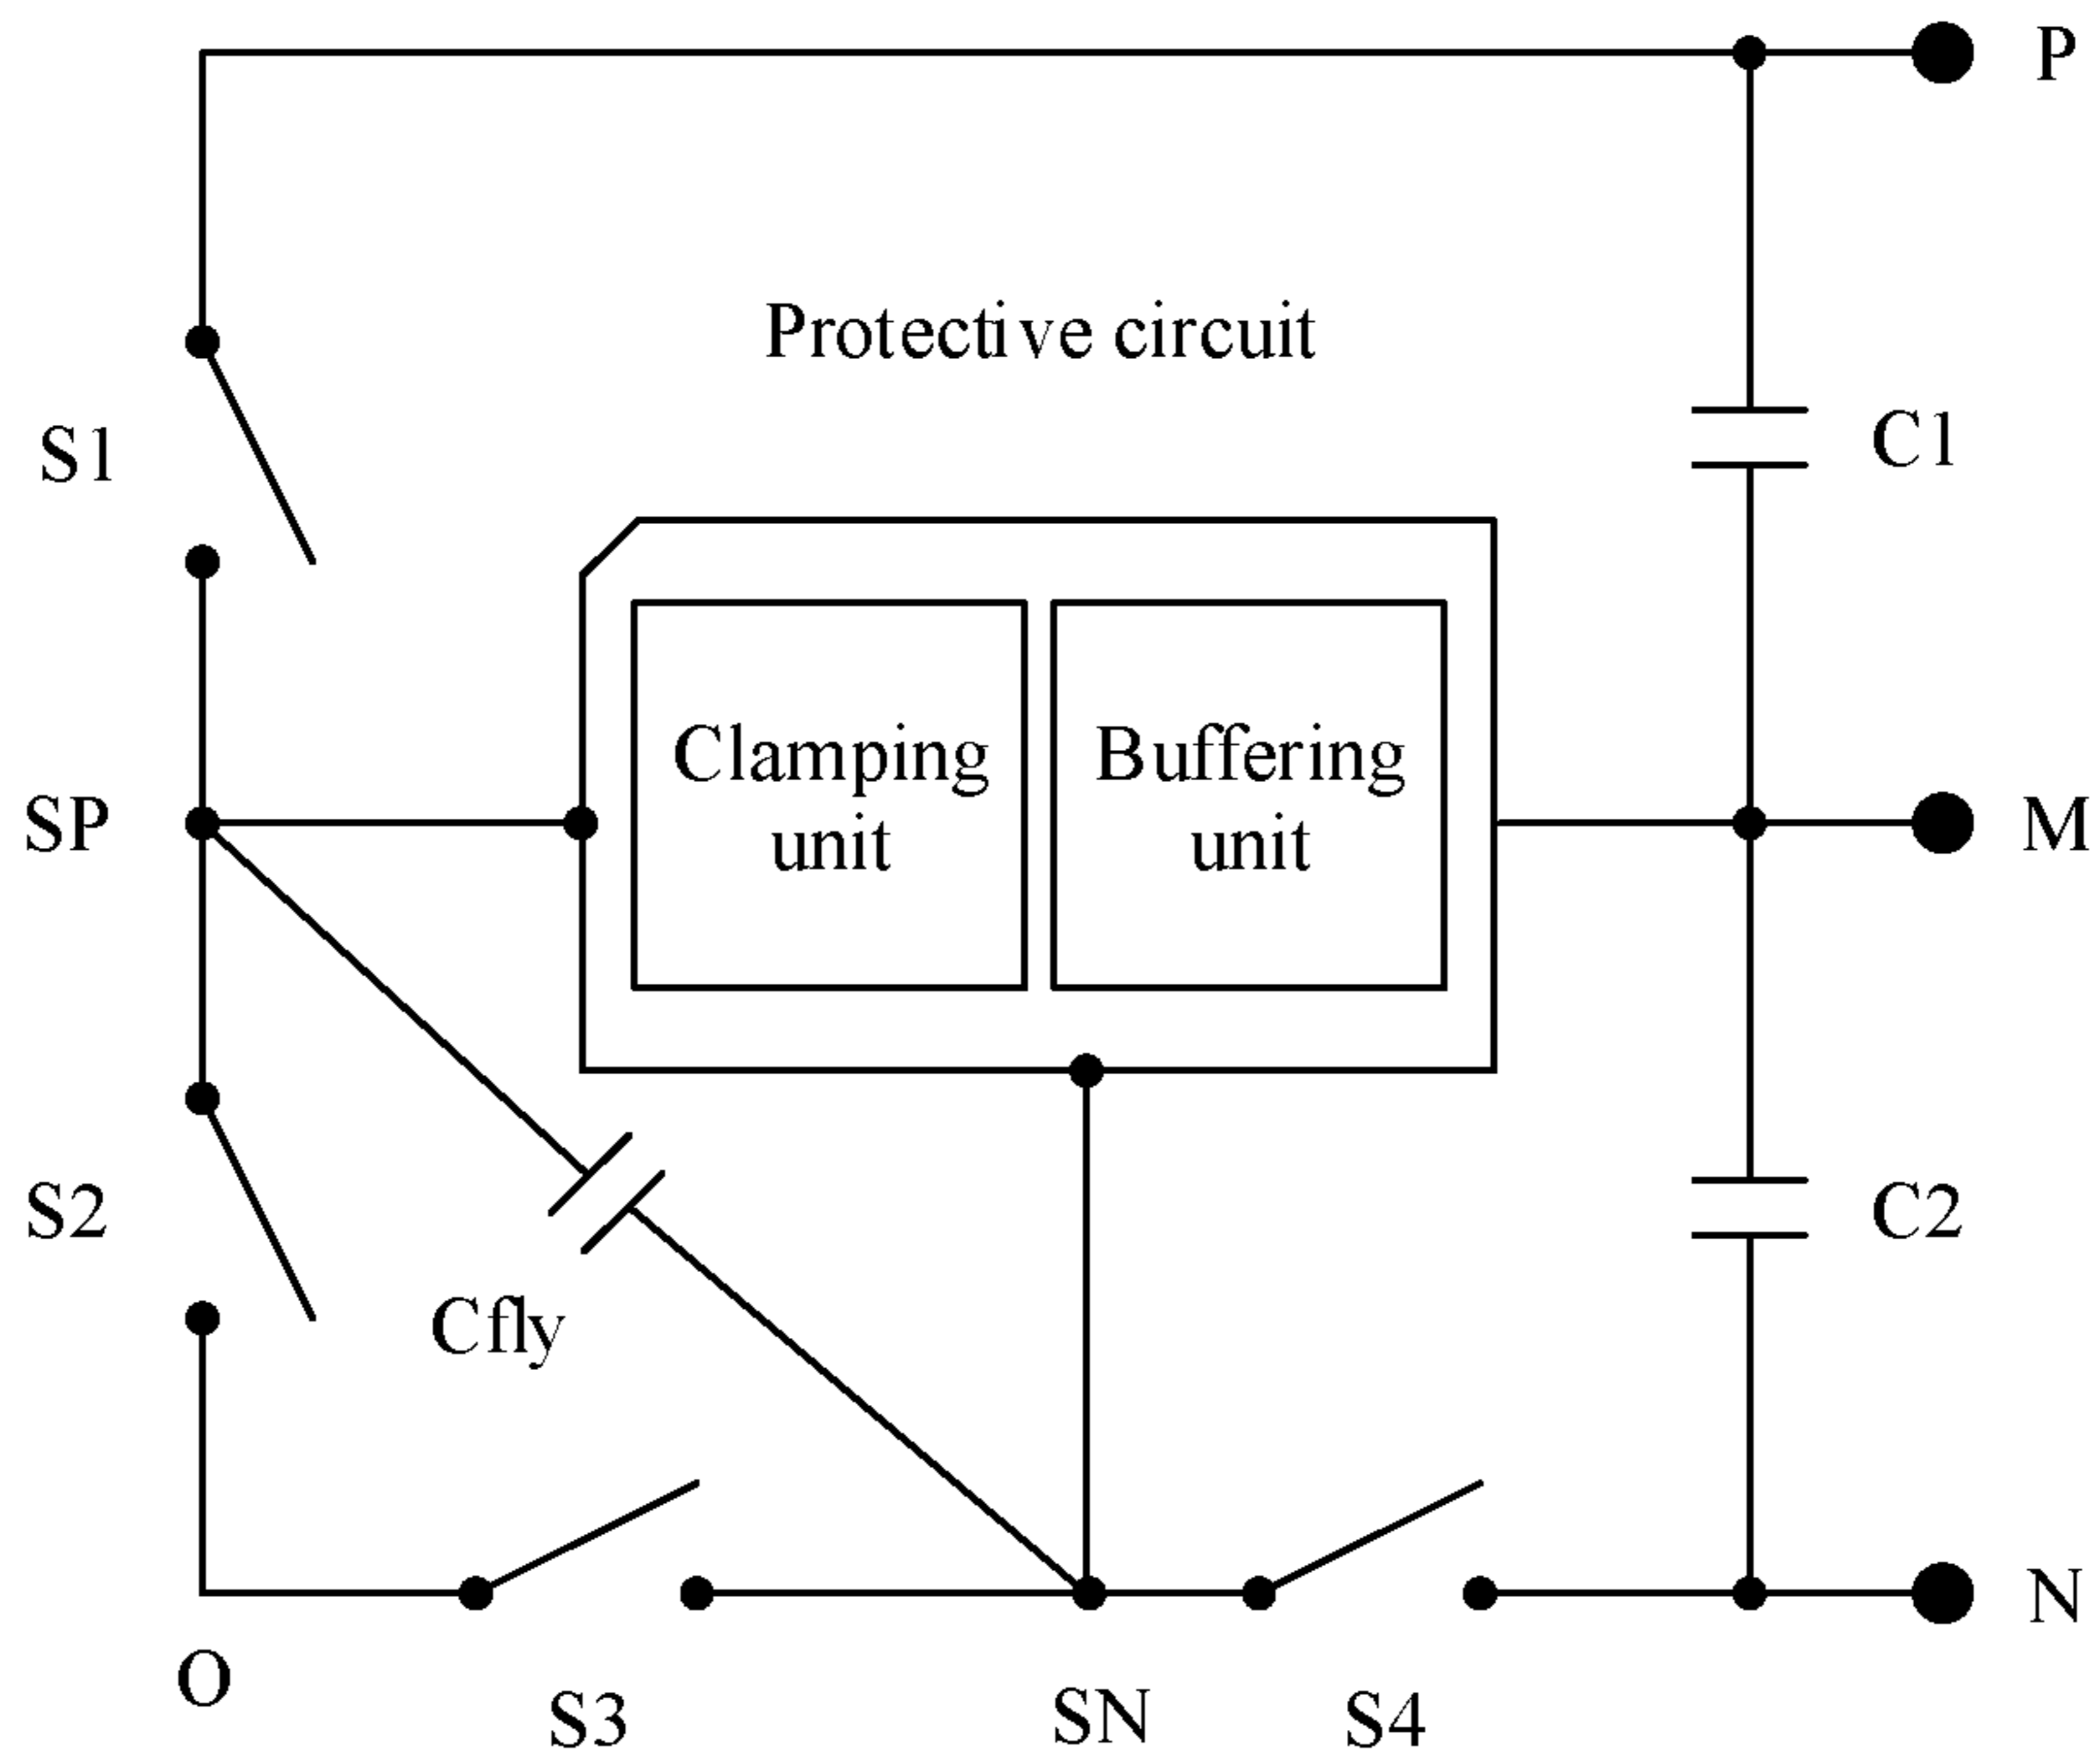 P
Protective circuit
S1
C1
Clamping
unit
Buffering
unit
SP
M
S2
C2
Cfly
N
O
S3
SN
S4